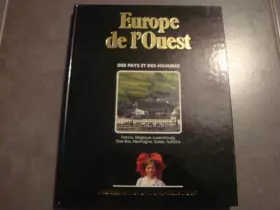 Europe
de l'Ouest
DES PAYS ET DES HOMMES
France, Belgique, Luxembourg,
Pays-Bas, Allemagne, Suisse, Autriche